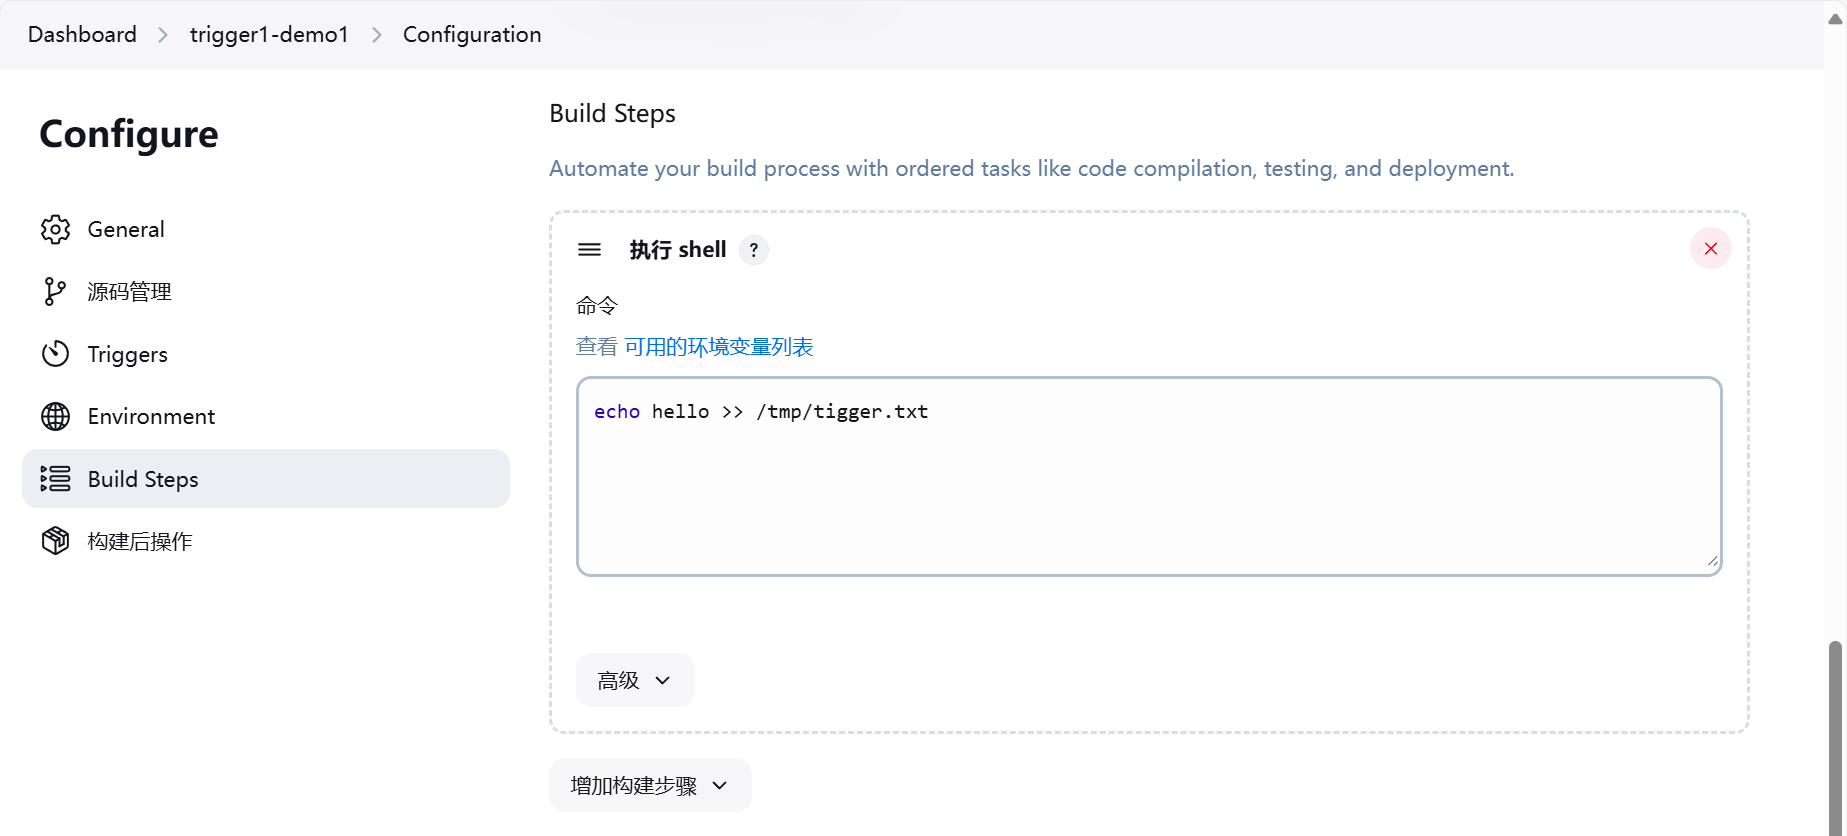 Dashboard > trigger1-demo1 > Configuration
Configure
General
源码管理
Triggers
Environment
Build Steps
构建后操作
Build Steps
Automate your build process with ordered tasks like code compilation, testing, and deployment.
执行 shell ?
命令
查看 可用的环境变量列表
echo hello >> /tmp/tigger.txt
高级
增加构建步骤